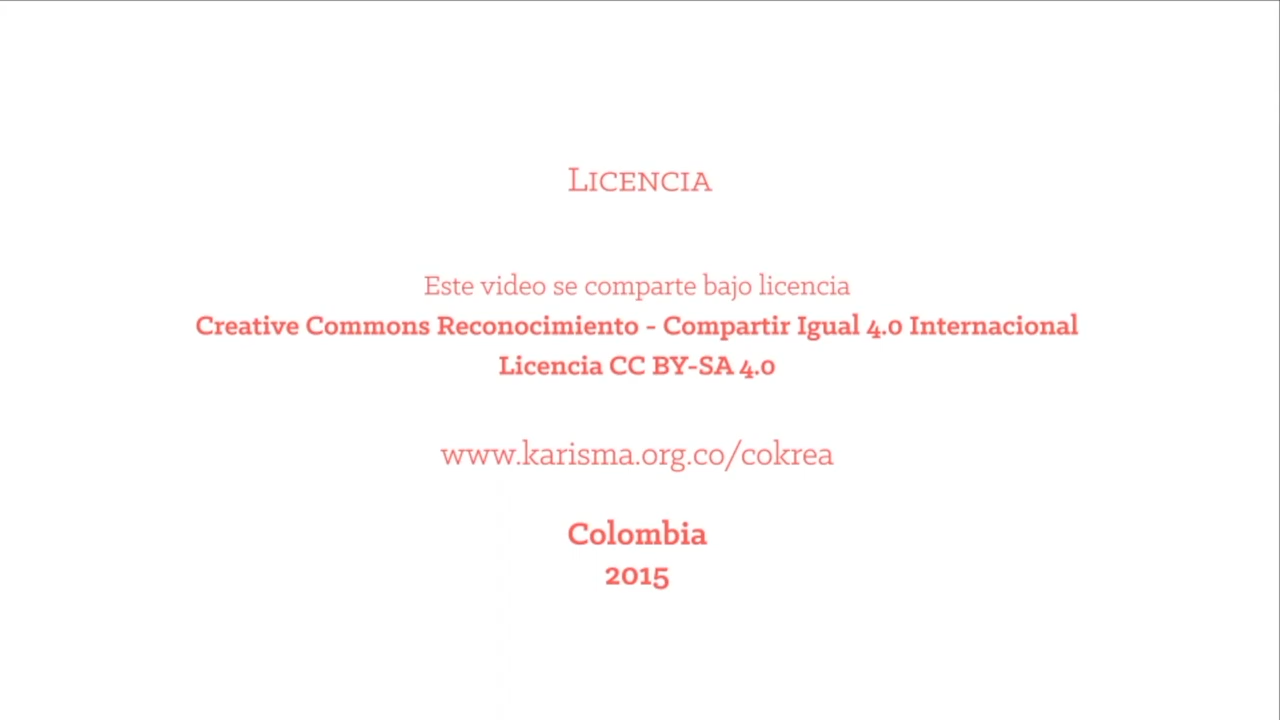 LICENCIA
Este video se comparte bajo licencia
Creative Commons Reconocimiento - Compartir Igual 4.0 Internacional
Licencia CC BY-SA 4.0
www.karisma.org.co/cokrea
Colombia
2015